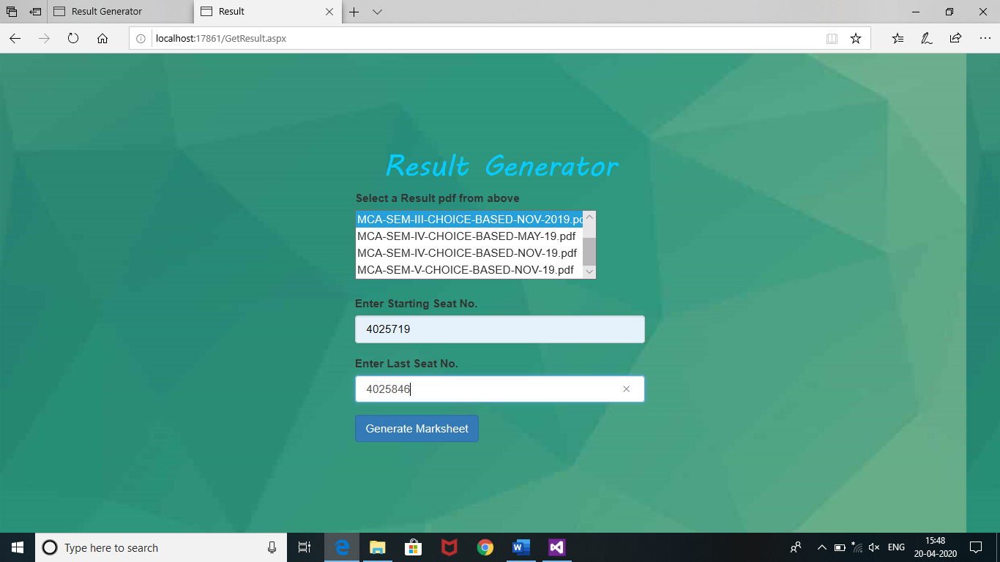 Result Generator
Result
localhost:17861/GetResult.aspx
Result Generator
Select a Result pdf from above
MCA-SEM-III-CHOICE-BASED-NOV-2019.pd
MCA-SEM-IV-CHOICE-BASED-MAY-19.pdf
MCA-SEM-IV-CHOICE-BASED-NOV-19.pdf
MCA-SEM-V-CHOICE-BASED-NOV-19.pdf
Enter Starting Seat No.
4025719
Enter Last Seat No.
4025846
Generate Marksheet
Type here to search
ENG
15:48
20-04-2020